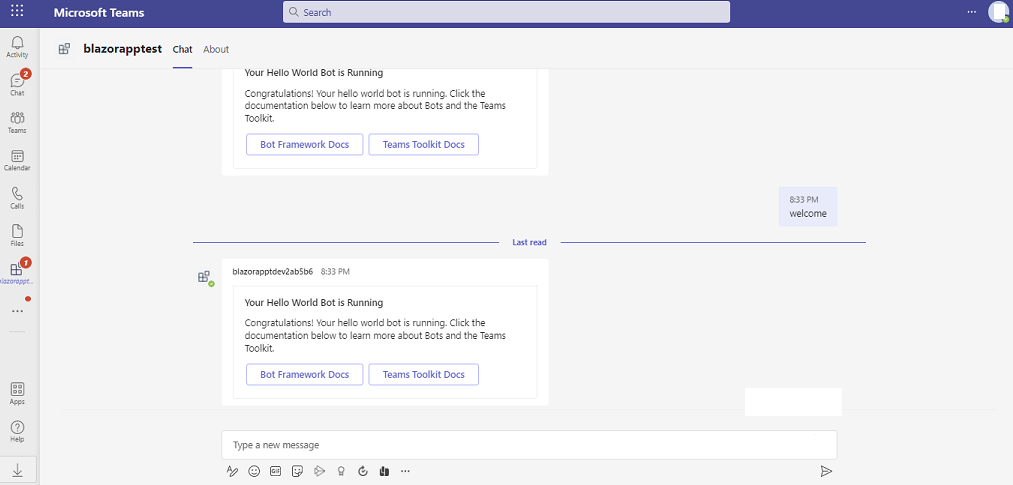 Microsoft Teams
Search
Activity
2
Chat
Teams
Calendar
Calls
Files
1
blazorappt...
Apps
Help
blazorapptest Chat About
Your Hello World Bot is Running
Congratulations! Your hello world bot is running. Click the
documentation below to learn more about Bots and the Teams
Toolkit.
Bot Framework Docs Teams Toolkit Docs
8:33 PM
welcome
Last read
blazorapptdev2ab5b6 8:33 PM
Your Hello World Bot is Running
Congratulations! Your hello world bot is running. Click the
documentation below to learn more about Bots and the Teams
Toolkit.
Bot Framework Docs Teams Toolkit Docs
Type a new message
GIF